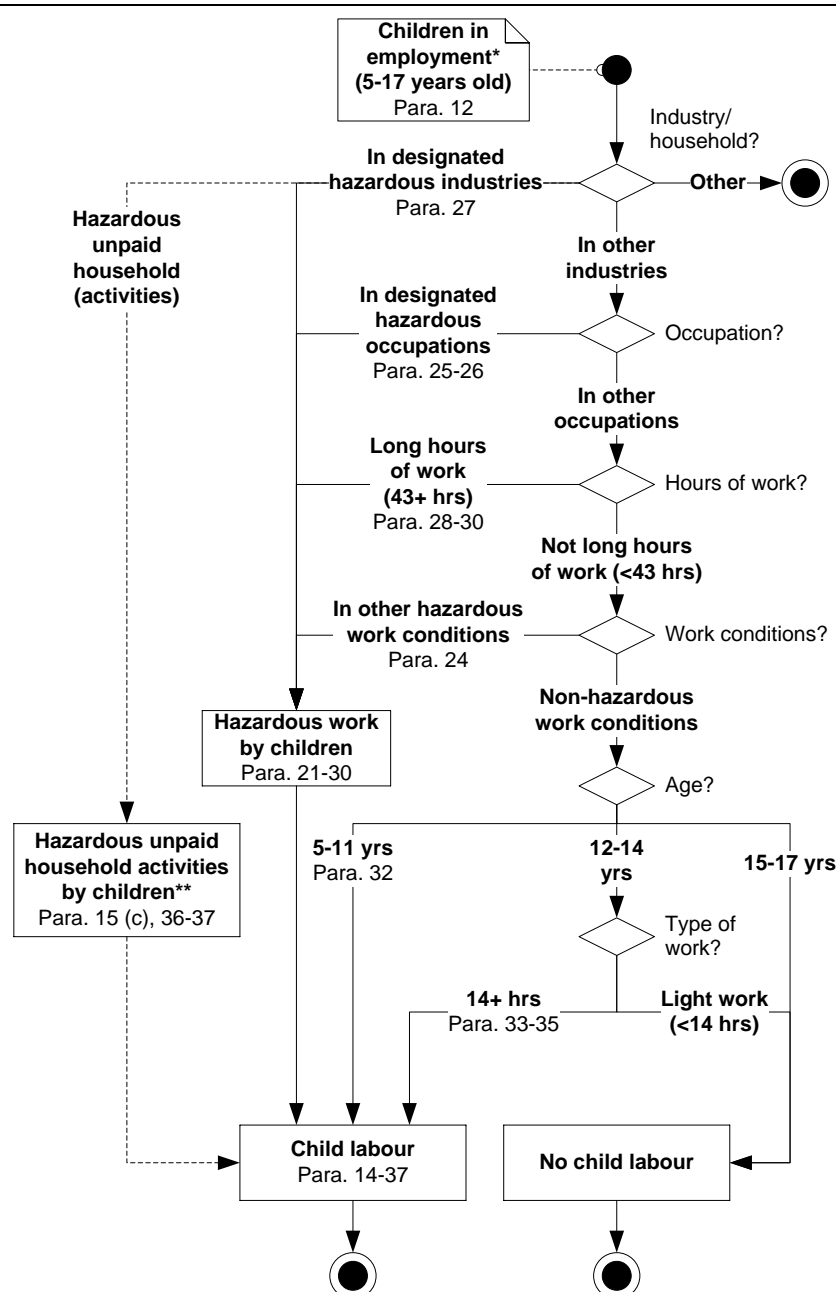 Children in
employment*
(5-17 years old)
Para. 12
Industry/
household?
In designated
hazardous industries
Para. 27
Other
Hazardous
unpaid
household
(activities)
In other
industries
In designated
hazardous
occupations
Para. 25-26
Occupation?
In other
occupations
Long hours
of work
(43+ hrs)
Para. 28-30
Hours of work?
Not long hours
of work (<43 hrs)
In other hazardous
work conditions
Para. 24
Work conditions?
Non-hazardous
work conditions
Hazardous work
by children
Para. 21-30
Age?
Hazardous unpaid
household activities
by children**
Para. 15 (c), 36-37
5-11 yrs
Para. 32
12-14
yrs
15-17 yrs
Type of
work?
14+ hrs
Para. 33-35
Light work
(<14 hrs)
Child labour
Para. 14-37
No child labour